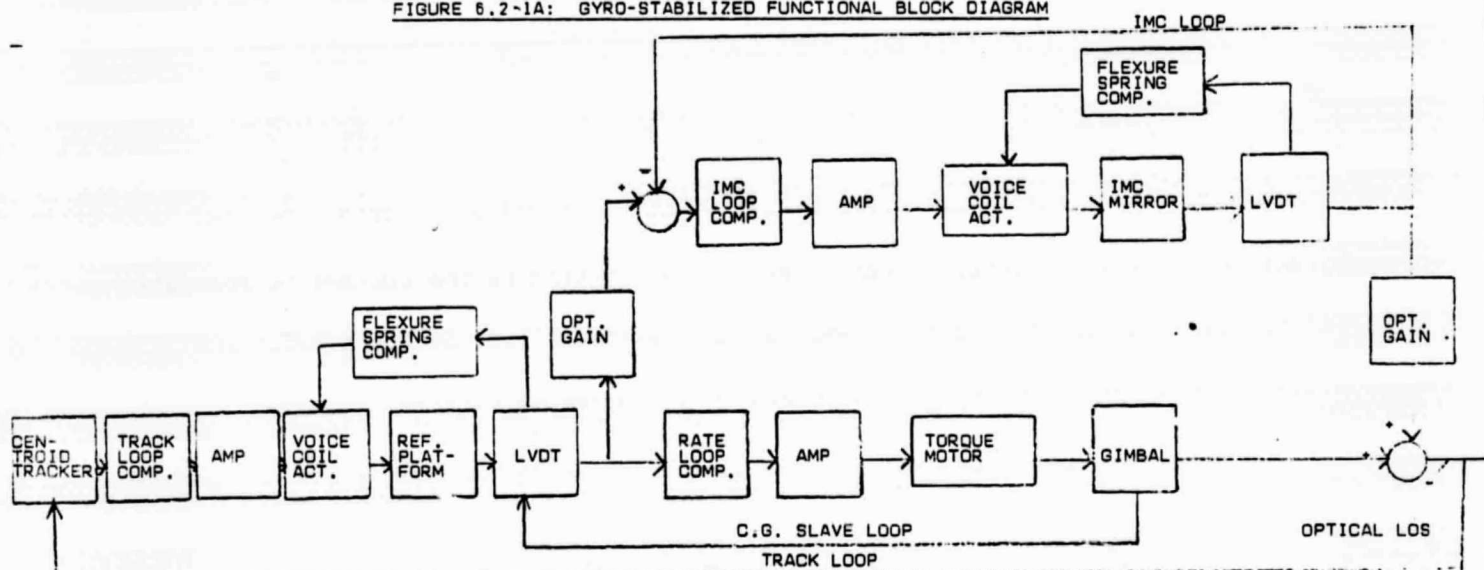 FIGURE 6.2-1A: GYRO-STABILIZED FUNCTIONAL BLOCK DIAGRAM
IMC LOOP
FLEXURE
SPRING
COMP.
+
-
IMC
LOOP
COMP.
AMP
VOICE
COIL
ACT.
IMC
MIRROR
LVDT
FLEXURE
SPRING
COMP.
OPT.
GAIN
OPT.
GAIN
CEN-
TROID
TRACKER
TRACK
LOOP
COMP.
AMP
VOICE
COIL
ACT.
REF.
PLAT-
FORM
LVDT
RATE
LOOP
COMP.
AMP
TORQUE
MOTOR
GIMBAL
+
+
-
C.G. SLAVE LOOP
OPTICAL LOS
TRACK LOOP